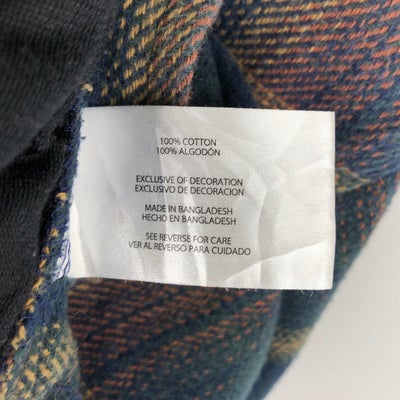 100% COTTON
100% ALGODÓN
EXCLUSIVE OF DECORATION
EXCLUSIVO DE DECORACION
MADE IN BANGLADESH
HECHO EN BANGLADESH
SEE REVERSE FOR CARE
VER AL REVERSO PARA CUIDADO